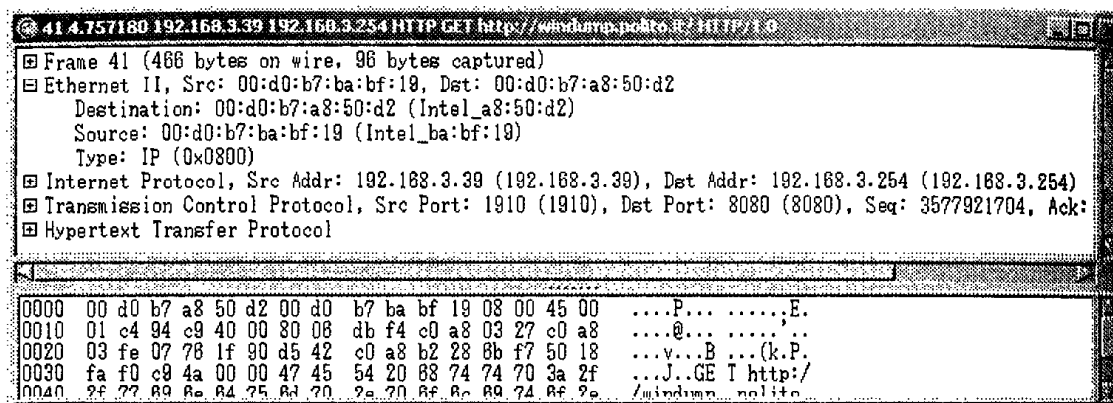 41 4.757180 192.168.3.39 192.168.3.254 HTTP GET http://windump.polito.it/ HTTP/1.0
Frame 41 (466 bytes on wire, 96 bytes captured)
Ethernet II, Src: 00:d0:b7:ba:bf:19, Dst: 00:d0:b7:a8:50:d2
Destination: 00:d0:b7:a8:50:d2 (Intel_a8:50:d2)
Source: 00:d0:b7:ba:bf:19 (Intel_ba:bf:19)
Type: IP (0x0800)
Internet Protocol, Src Addr: 192.168.3.39 (192.168.3.39), Dst Addr: 192.168.3.254 (192.168.3.254)
Transmission Control Protocol, Src Port: 1910 (1910), Dst Port: 8080 (8080), Seq: 3577921704, Ack:
Hypertext Transfer Protocol
0000 00 d0 b7 a8 50 d2 00 d0 b7 ba bf 19 08 00 45 00 ....P... ......E.
0010 01 c4 94 c9 40 00 80 06 db f4 c0 a8 03 27 c0 a8 ....@... .....'..
0020 03 fe 07 76 1f 90 d5 42 c0 a8 b2 28 6b f7 50 18 ...v...B ...(k.P.
0030 fa f0 c9 4a 00 00 47 45 54 20 68 74 74 70 3a 2f ...J..GE T http:/
0040 2f 77 69 6e 64 75 6d 70 2e 70 6f 6c 69 74 6f 2e /windump .polito.